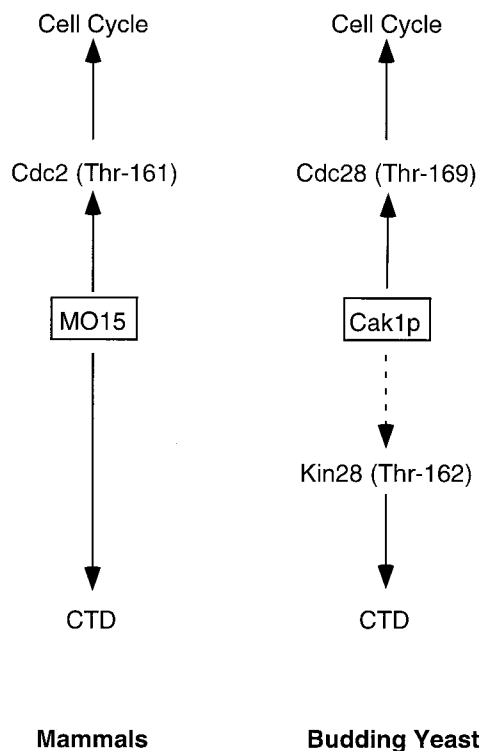 Cell Cycle
Cell Cycle
Cdc2 (Thr-161)
Cdc28 (Thr-169)
MO15
Cak1p
Kin28 (Thr-162)
CTD
CTD
Mammals
Budding Yeast